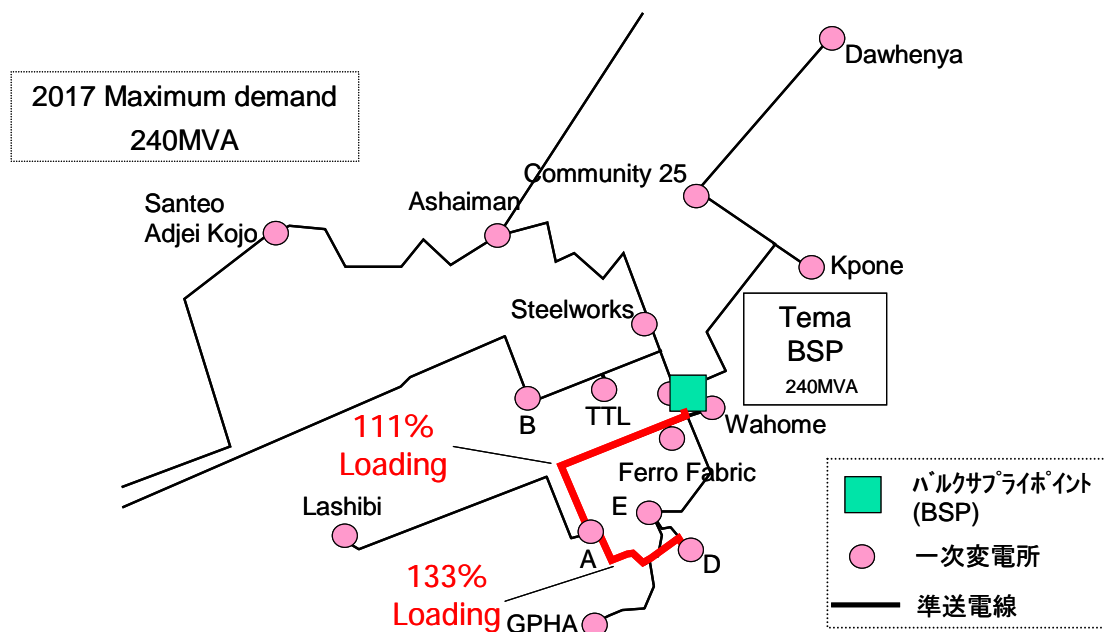 2017 Maximum demand
240MVA
Dawhenya
Community 25
Santeo
Adjei Kojo
Ashaiman
Kpone
Steelworks
Tema
BSP
240MVA
B
TTL
Wahome
111%
Loading
Ferro Fabric
Lashibi
E
A
D
133%
Loading
GPHA
ﾊﾞﾙｸｻﾌﾟﾗｲﾎﾟｲﾝﾄ
(BSP)
一次変電所
準送電線